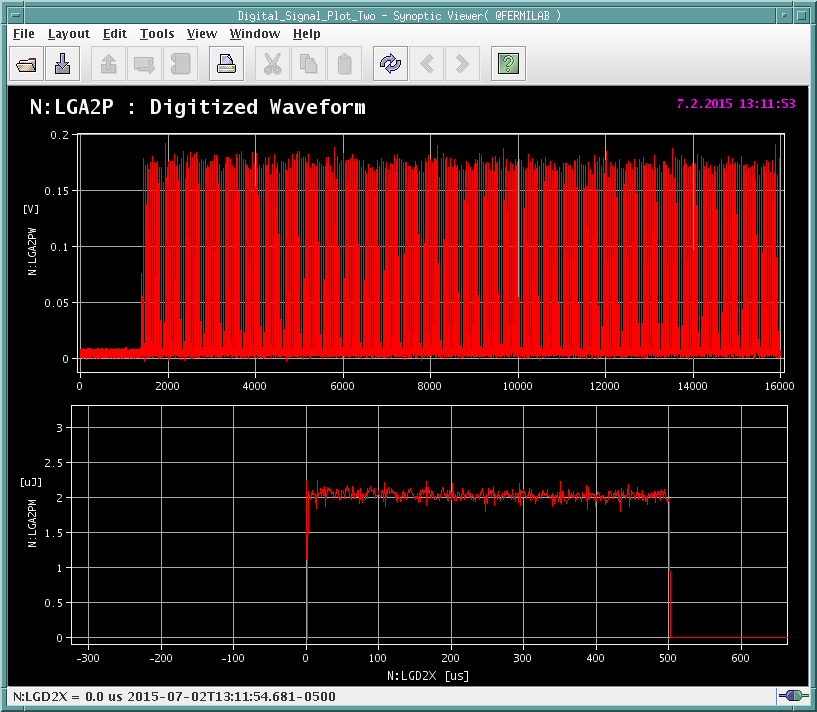 Digital_Signal_Plot_Two - Synoptic Viewer( @FERMILAB )
File Layout Edit Tools View Window Help
N:LGA2P : Digitized Waveform
7.2.2015 13:11:53
0.2
0.15
[V]
N:LGA2PW
0.1
0.05
0
0 2000 4000 6000 8000 10000 12000 14000 16000
3
2.5
[uJ]
N:LGA2PM
2
1.5
1
0.5
0
-300 -200 -100 0 100 200 300 400 500 600
N:LGD2X [us]
N:LGD2X = 0.0 us 2015-07-02T13:11:54.681-0500